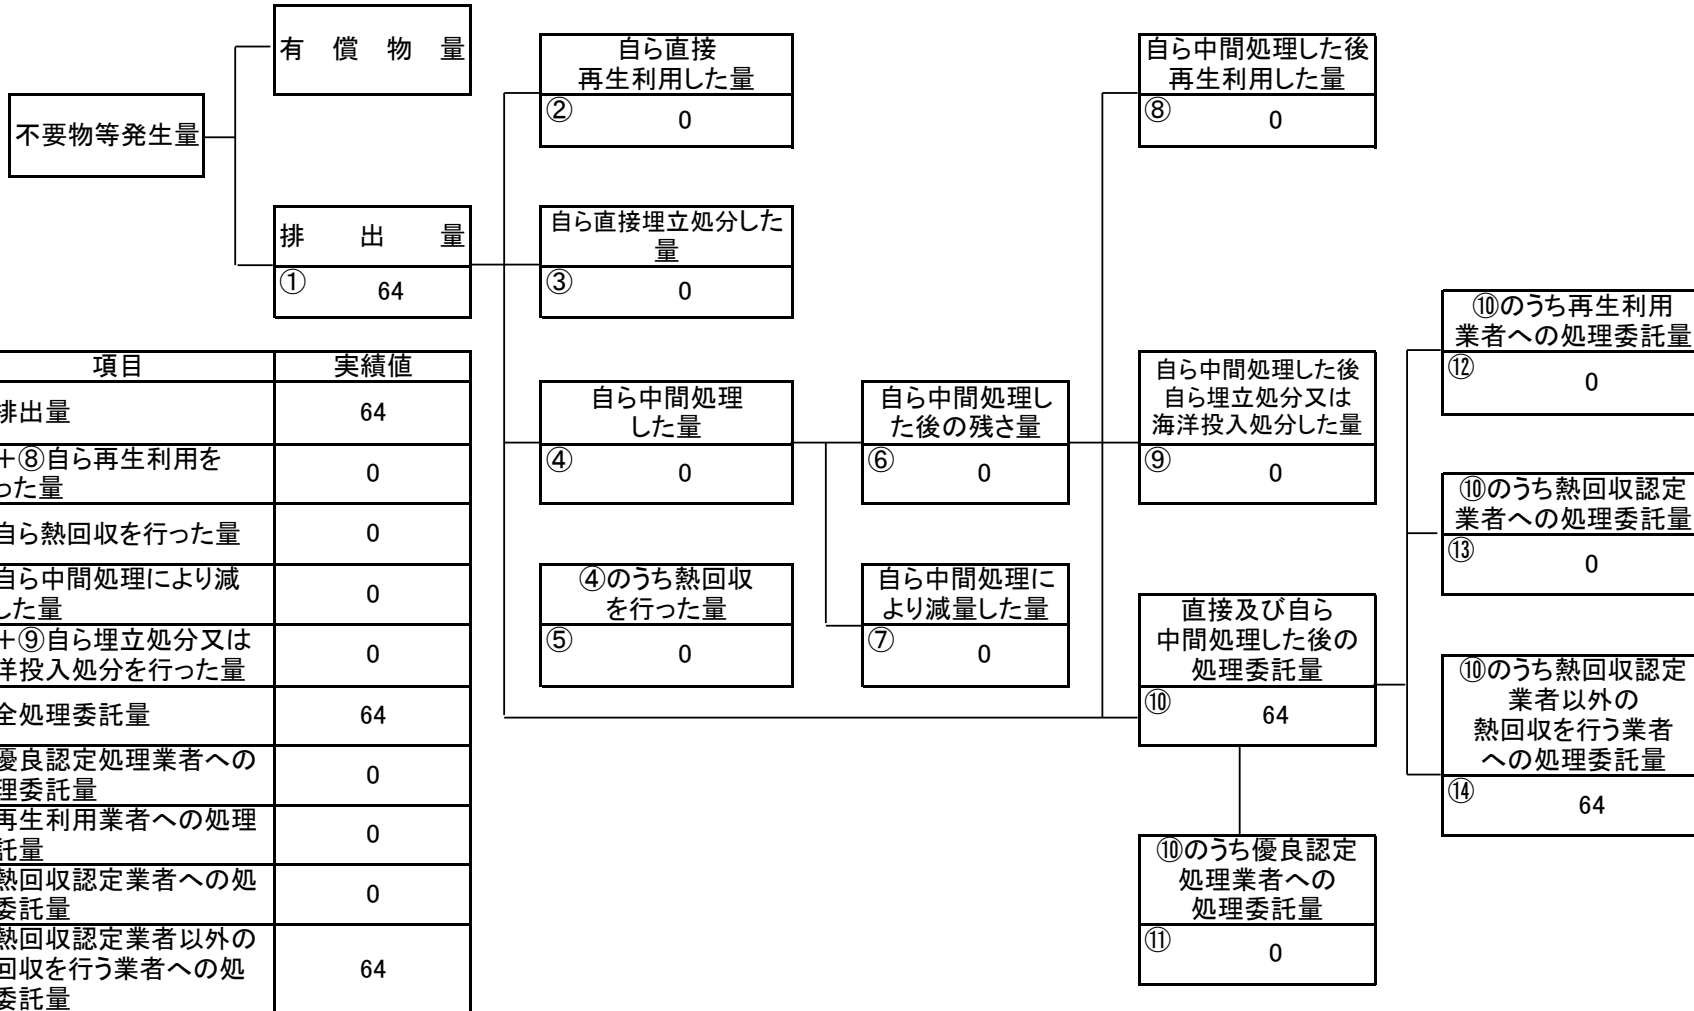 有償物量
不要物等発生量
排出量
① 64
自ら直接
再生利用した量
② 0
自ら直接埋立処分した
量
③ 0
自ら中間処理
した量
④ 0
④のうち熱回収
を行った量
⑤ 0
自ら中間処理し
た後の残さ量
⑥ 0
自ら中間処理に
より減量した量
⑦ 0
自ら中間処理した後
再生利用した量
⑧ 0
自ら中間処理した後
自ら埋立処分又は
海洋投入処分した量
⑨ 0
直接及び自ら
中間処理した後の
処理委託量
⑩ 64
⑩のうち優良認定
処理業者への
処理委託量
⑪ 0
⑩のうち再生利用
業者への処理委託量
⑫ 0
⑩のうち熱回収認定
業者への処理委託量
⑬ 0
⑩のうち熱回収認定
業者以外の
熱回収を行う業者
への処理委託量
⑭ 64
項目 実績値
排出量 64
+⑧自ら再生利用を
った量 0
自ら熱回収を行った量 0
自ら中間処理により減
した量 0
+⑨自ら埋立処分又は
洋投入処分を行った量 0
全処理委託量 64
優良認定処理業者への
理委託量 0
再生利用業者への処理
託量 0
熱回収認定業者への処
委託量 0
熱回収認定業者以外の
回収を行う業者への処
委託量 64